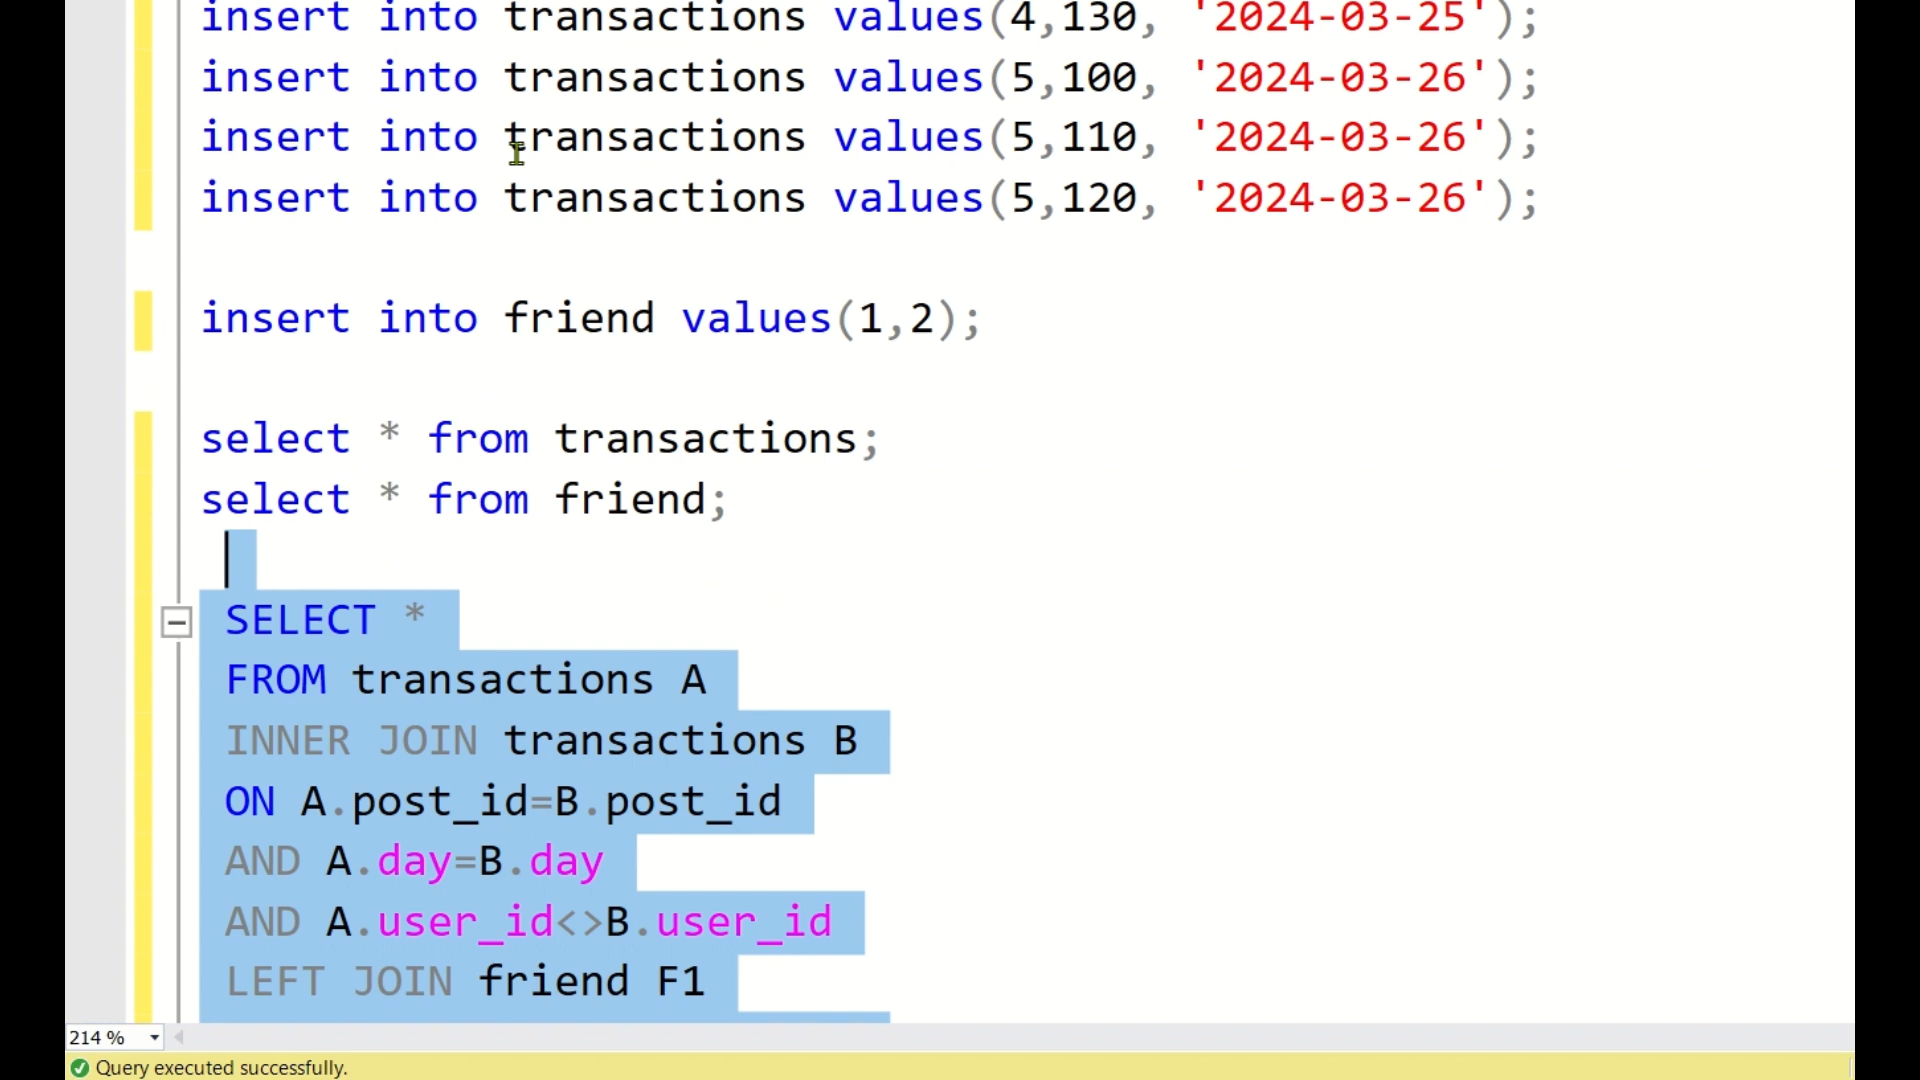 insert into transactions values(4,130, '2024-03-25');
insert into transactions values(5,100, '2024-03-26');
insert into transactions values(5,110, '2024-03-26');
insert into transactions values(5,120, '2024-03-26');
insert into friend values(1,2);
select * from transactions;
select * from friend;
SELECT *
FROM transactions A
INNER JOIN transactions B
ON A.post_id=B.post_id
AND A.day=B.day
AND A.user_id<>B.user_id
LEFT JOIN friend F1
214 %
Query executed successfully.